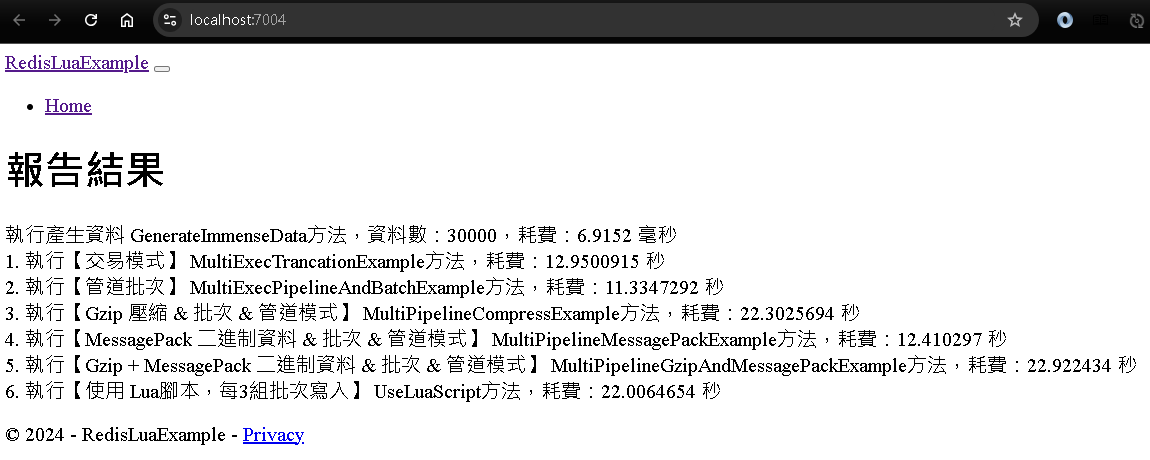 localhost:7004
RedisLuaExample
Home
報告結果
執行產生資料 GenerateImmenseData方法，資料數：30000，耗費：6.9152 毫秒
1. 執行【交易模式】 MultiExecTrancationExample方法，耗費：12.9500915 秒
2. 執行【管道批次】 MultiExecPipelineAndBatchExample方法，耗費：11.3347292 秒
3. 執行【Gzip 壓縮 & 批次 & 管道模式】 MultiPipelineCompressExample方法，耗費：22.3025694 秒
4. 執行【MessagePack 二進制資料 & 批次 & 管道模式】 MultiPipelineMessagePackExample方法，耗費：12.410297 秒
5. 執行【Gzip + MessagePack 二進制資料 & 批次 & 管道模式】 MultiPipelineGzipAndMessagePackExample方法，耗費：22.922434 秒
6. 執行【使用 Lua腳本，每3組批次寫入】 UseLuaScript方法，耗費：22.0064654 秒
© 2024 - RedisLuaExample - Privacy